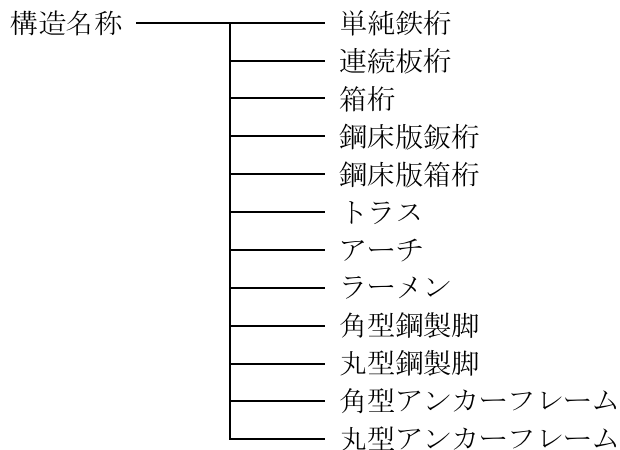 構造名称
単純鉄桁
連続板桁
箱桁
鋼床版鈑桁
鋼床版箱桁
トラス
アーチ
ラーメン
角型鋼製脚
丸型鋼製脚
角型アンカーフレーム
丸型アンカーフレーム